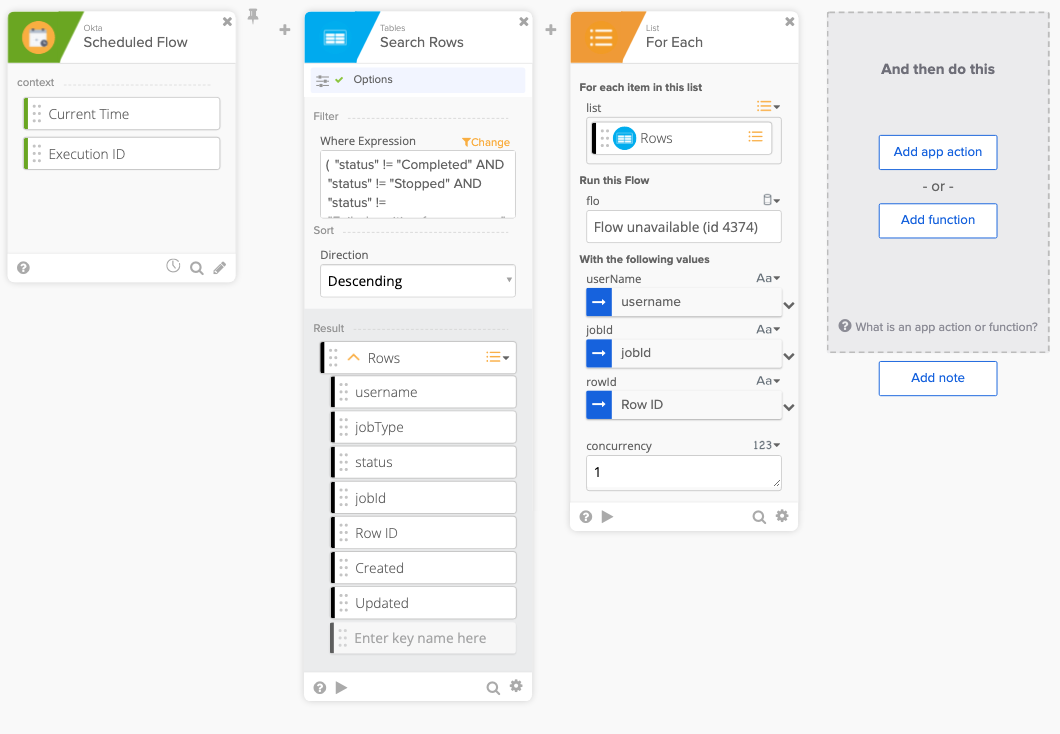 Okta
Scheduled Flow
context
Current Time
Execution ID
Tables
Search Rows
Options
Filter
Where Expression
Change
( "status" != "Completed" AND
"status" != "Stopped" AND
"status" !=
Sort
Direction
Descending
Result
Rows
username
jobType
status
jobId
Row ID
Created
Updated
Enter key name here
List
For Each
For each item in this list
list
Rows
Run this Flow
flo
Flow unavailable (id 4374)
With the following values
userName
Aa
username
jobId
Aa
jobId
rowId
Aa
Row ID
concurrency
123
1
And then do this
Add app action
- or -
Add function
What is an app action or function?
Add note